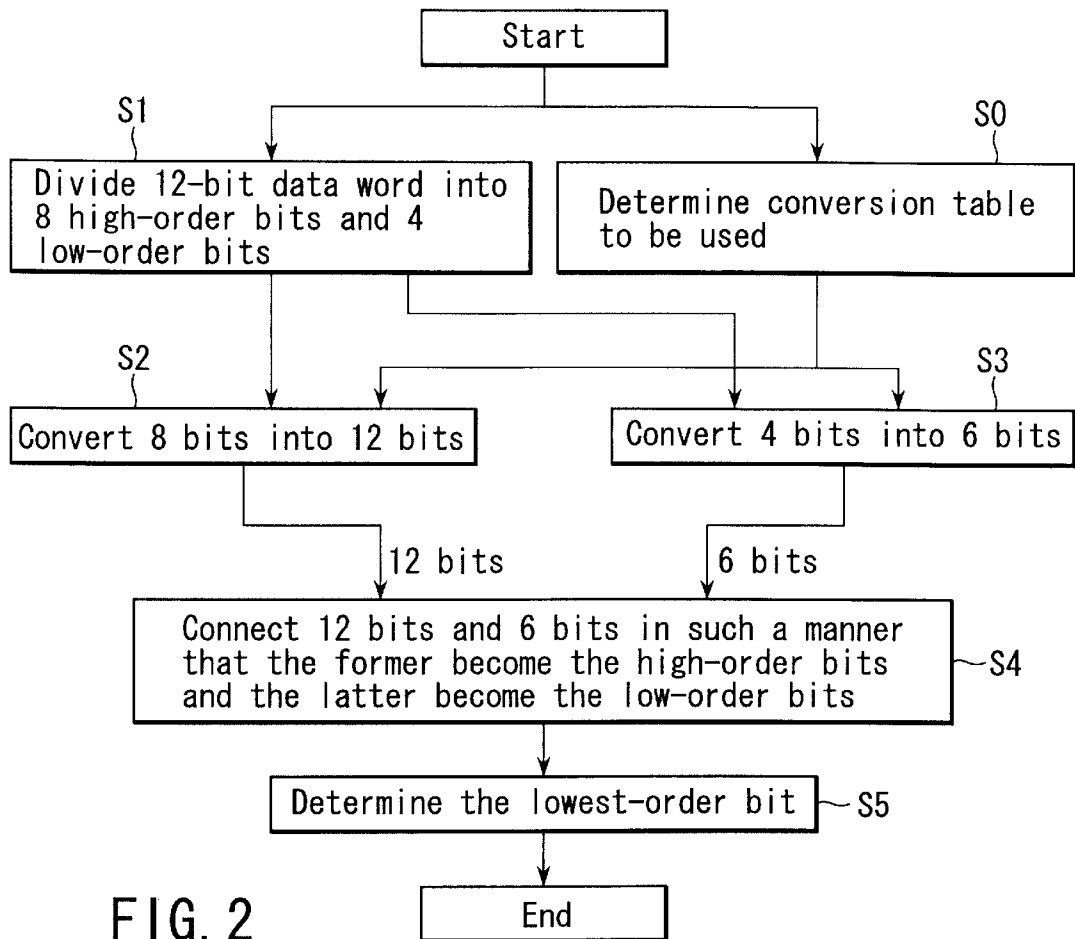 Start
S1
S0
Divide 12-bit data word into
8 high-order bits and 4
low-order bits
Determine conversion table
to be used
S2
S3
Convert 8 bits into 12 bits
Convert 4 bits into 6 bits
12 bits
6 bits
Connect 12 bits and 6 bits in such a manner
that the former become the high-order bits
and the latter become the low-order bits
S4
Determine the lowest-order bit
S5
End
FIG. 2